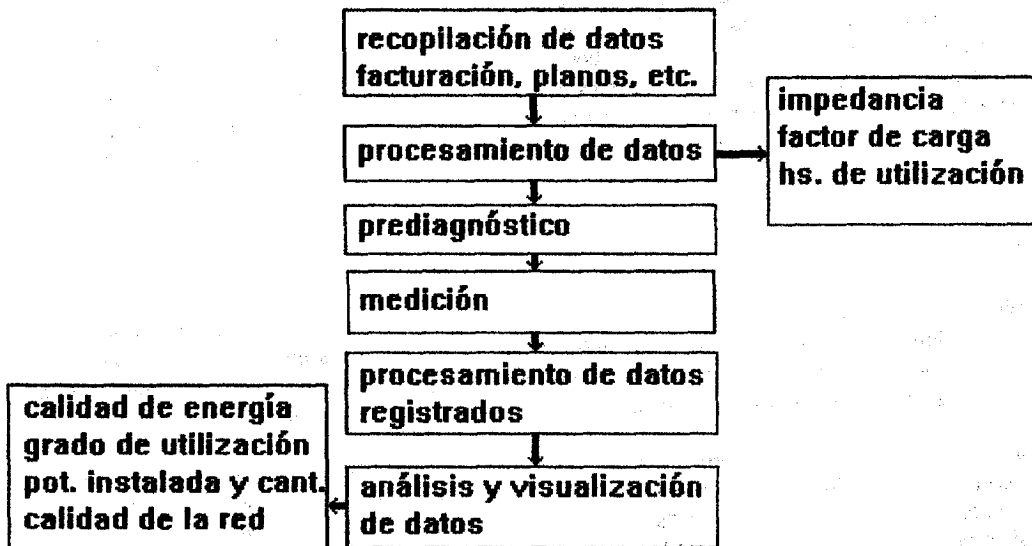 recopilación de datos
facturación, planos, etc.
procesamiento de datos
impedancia
factor de carga
hs. de utilización
prediagnóstico
medición
procesamiento de datos
registrados
análisis y visualización
de datos
calidad de energía
grado de utilización
pot. instalada y cant.
calidad de la red